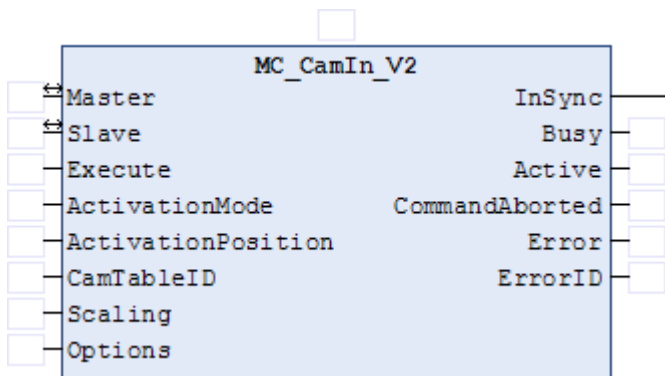 MC_CamIn_V2
Master InSync
Slave Busy
Execute Active
ActivationMode CommandAborted
ActivationPosition Error
CamTableID ErrorID
Scaling
Options